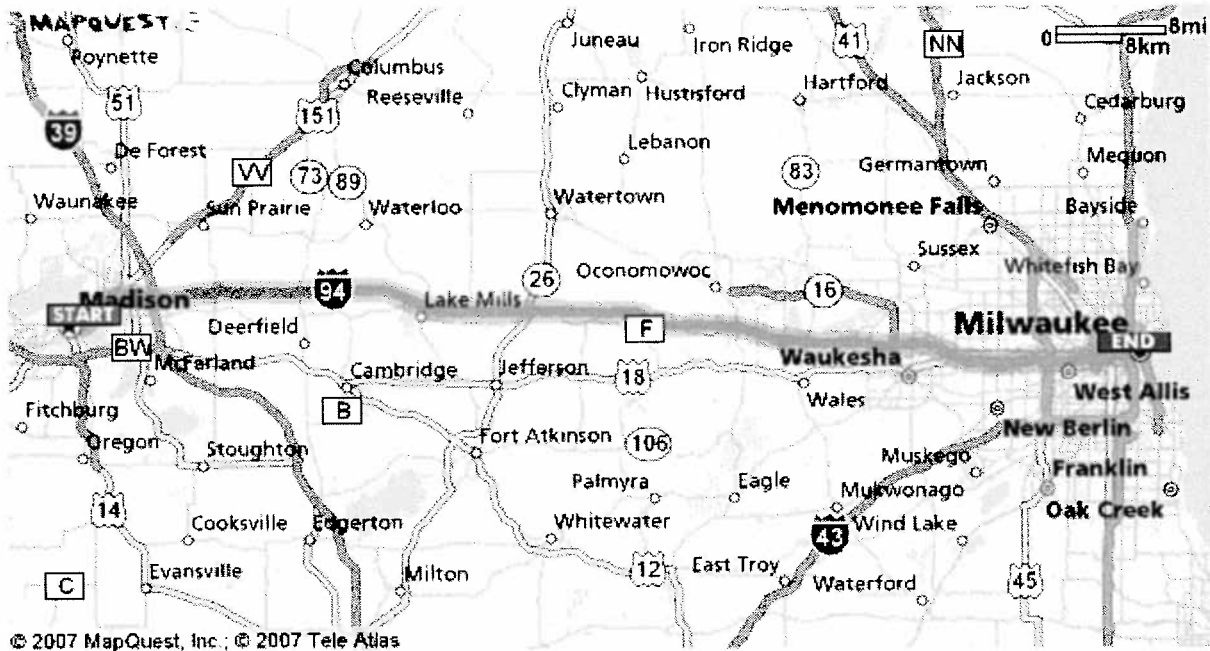 MAPQUEST
Poynette
Juneau
Iron Ridge
41
NN
8mi
0
8km
Columbus
Jackson
51
Reeseville
Clyman
Hustisford
Hartford
Cedarburg
151
39
De Forest
Lebanon
Germantown
Mequon
73
89
83
Waunakee
Sun Prairie
Waterloo
Watertown
Menomonee Falls
Bayside
Sussex
Oconomowoc
Whitefish Bay
26
16
94
Madison
START
Lake Mills
Deerfield
F
Milwaukee
END
BW
McFarland
Waukesha
Cambridge
Jefferson
18
Wales
West Allis
Fitchburg
B
Oregon
Stoughton
Fort Atkinson
106
New Berlin
Muskego
Franklin
Palmyra
Eagle
Mukwonago
14
Oak Creek
Cooksville
Edgerton
Whitewater
43
Wind Lake
C
Evansville
Milton
12
East Troy
Waterford
45
© 2007 MapQuest, Inc.; © 2007 Tele Atlas